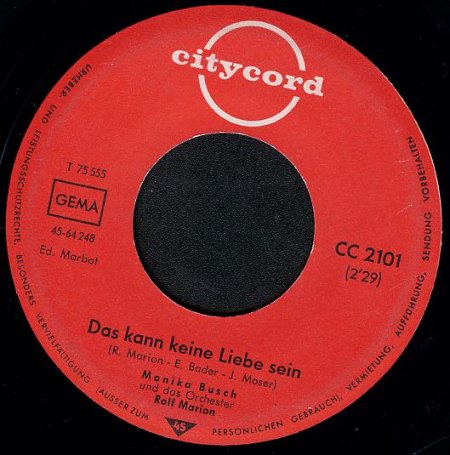 citycord
T 75 555
GEMA
45-64 248
Ed. Marbot
CC 2101
(2'29)
Das kann keine Liebe sein
(R. Marion - E. Bader - J. Moser)
Monika Busch
und das Orchester
Rolf Marion
45
URHEBER- UND LEISTUNGSSCHUTZRECHTE, BESONDERS VERVIELFÄLTIGUNG (AUSSER ZUM PERSÖNLICHEN GEBRAUCH), VERMIETUNG, AUFFÜHRUNG, SENDUNG VORBEHALTEN